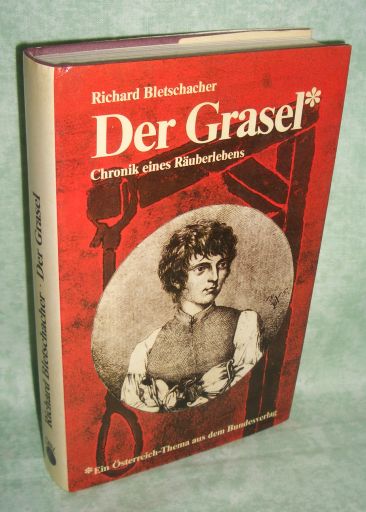 Richard Bletschacher
Der Grasel*
Chronik eines Räuberlebens
*Ein Österreich-Thema aus dem Bundesverlag
Richard Bletschacher · Der Grasel